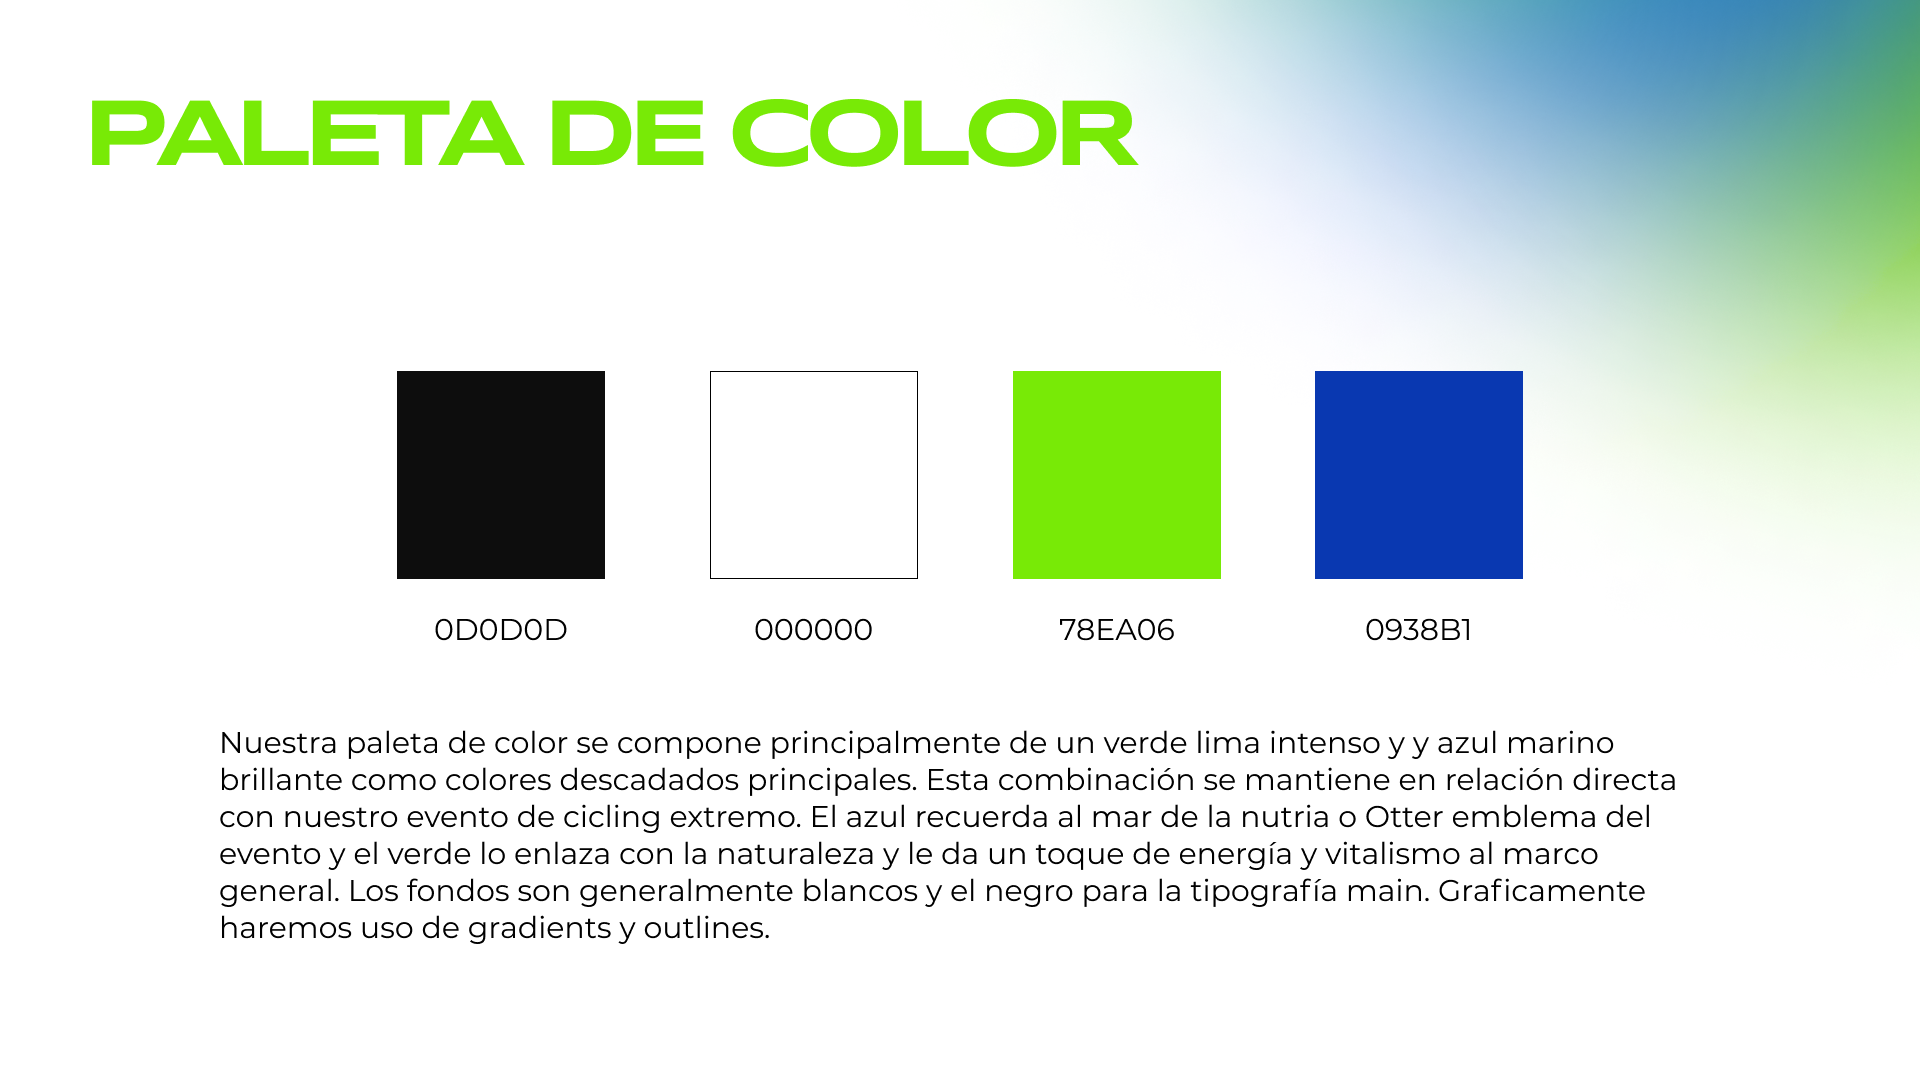 PALETA DE COLOR
0D0D0D
000000
78EA06
0938B1
Nuestra paleta de color se compone principalmente de un verde lima intenso y y azul marino
brillante como colores descadados principales. Esta combinación se mantiene en relación directa
con nuestro evento de cicling extremo. El azul recuerda al mar de la nutria o Otter emblema del
evento y el verde lo enlaza con la naturaleza y le da un toque de energía y vitalismo al marco
general. Los fondos son generalmente blancos y el negro para la tipografía main. Graficamente
haremos uso de gradients y outlines.